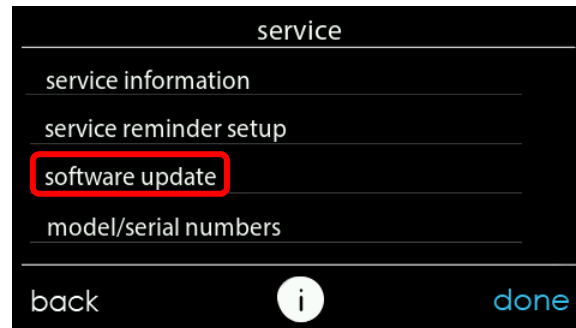 service
service information
service reminder setup
software update
model/serial numbers
back i done